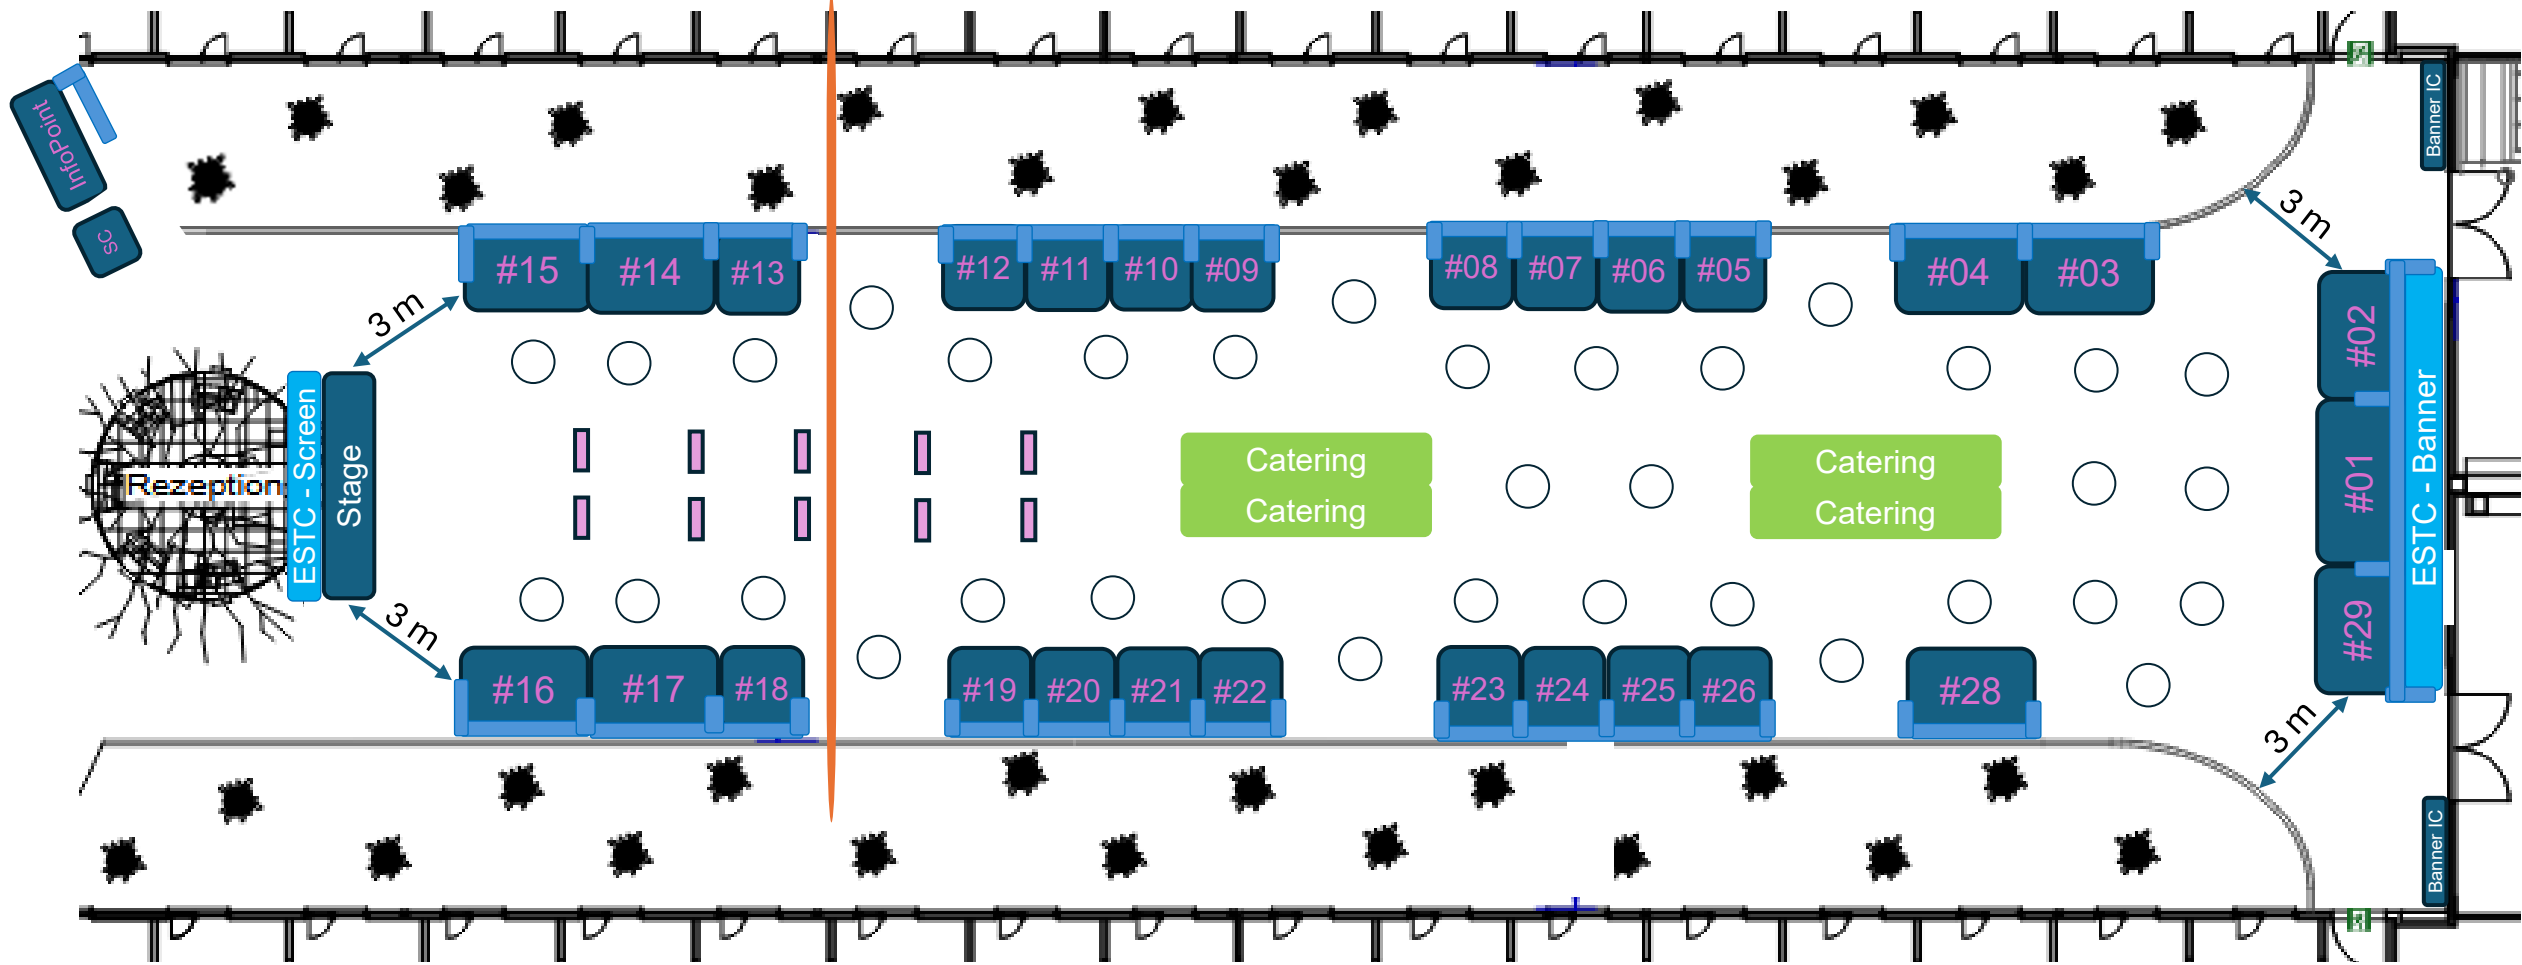 InfoPoint
SC
Banner IC
3 m
#15
#14
#13
#12
#11
#10
#09
#08
#07
#06
#05
#04
#03
3 m
#02
#01
#29
ESTC - Banner
Rezeption
ESTC - Screen
Stage
Catering
Catering
Catering
Catering
3 m
#16
#17
#18
#19
#20
#21
#22
#23
#24
#25
#26
#28
3 m
Banner IC